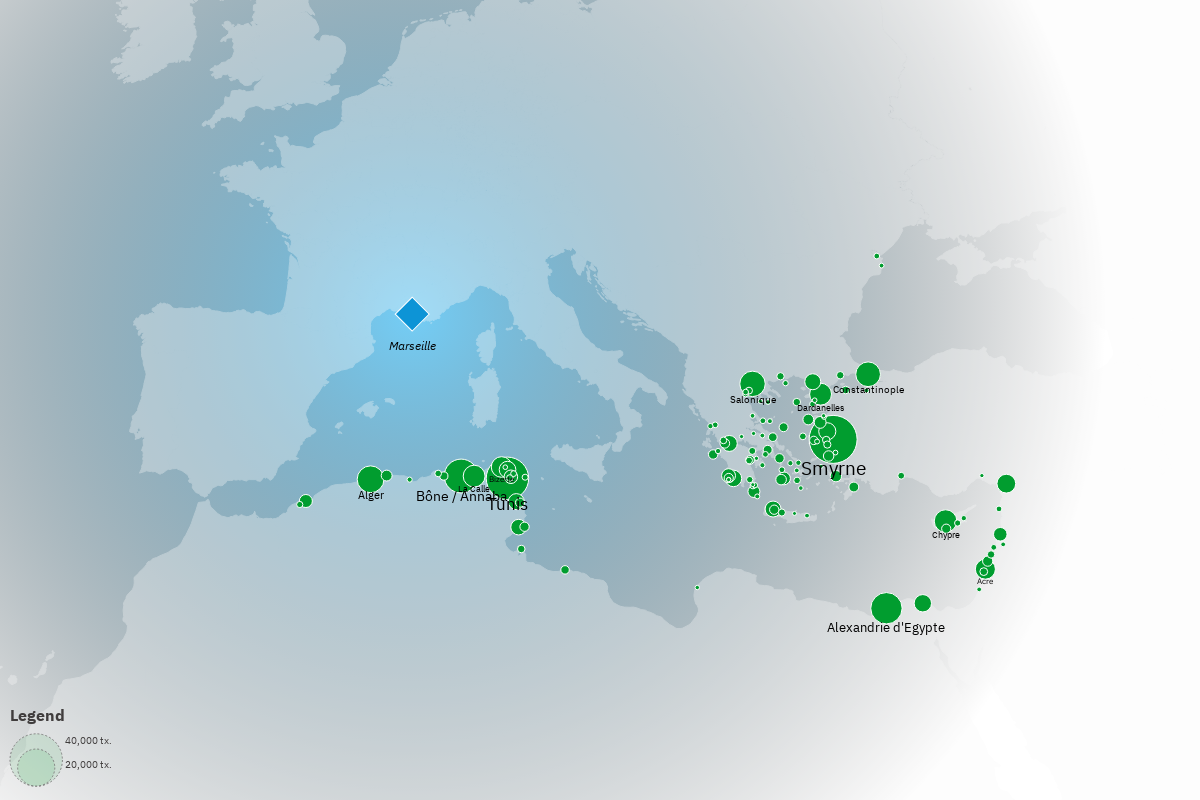 Marseille
Constantinople
Salonique
Dardanelles
Smyrne
Bizerte
La Calle
Alger
Bône / Annaba
Tunis
Chypre
Acre
Alexandrie d'Egypte
Legend
40,000 tx.
20,000 tx.